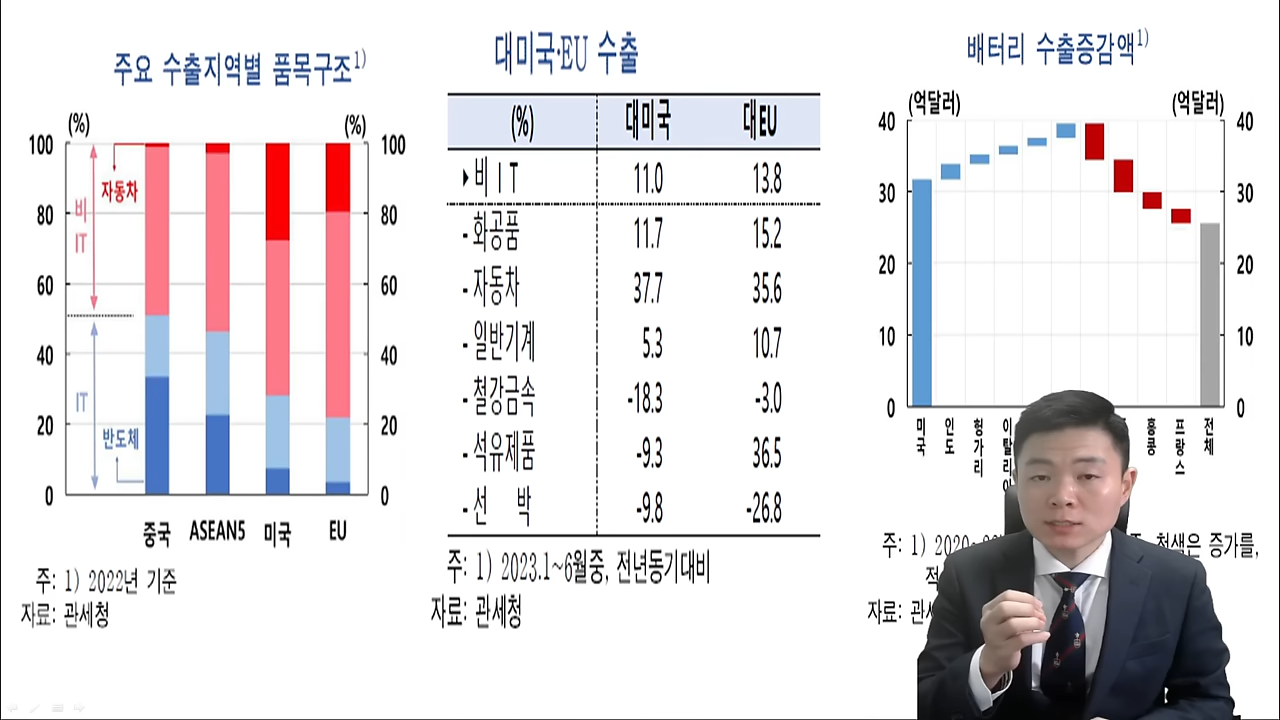 주요 수출지역별 품목구조1)
(%)
(%)
100
80
60
40
20
0
100
80
60
40
20
0
자동차
비
IT
IT
반도체
중국
ASEAN5
미국
EU
주: 1) 2022년 기준
자료: 관세청
대미국·EU 수출
(%) 대미국 대EU
▶비IT 11.0 13.8
- 화공품 11.7 15.2
- 자동차 37.7 35.6
- 일반기계 5.3 10.7
- 철강금속 -18.3 -3.0
- 석유제품 -9.3 36.5
- 선 박 -9.8 -26.8
주: 1) 2023.1~6월중, 전년동기대비
자료: 관세청
배터리 수출증감액1)
(억달러)
(억달러)
40
30
20
10
0
40
30
20
10
0
미국
인도
헝가리
이탈리아
홍콩
프랑스
전체
주: 1) 2020~ 청색은 증가를,
적
자료: 관세